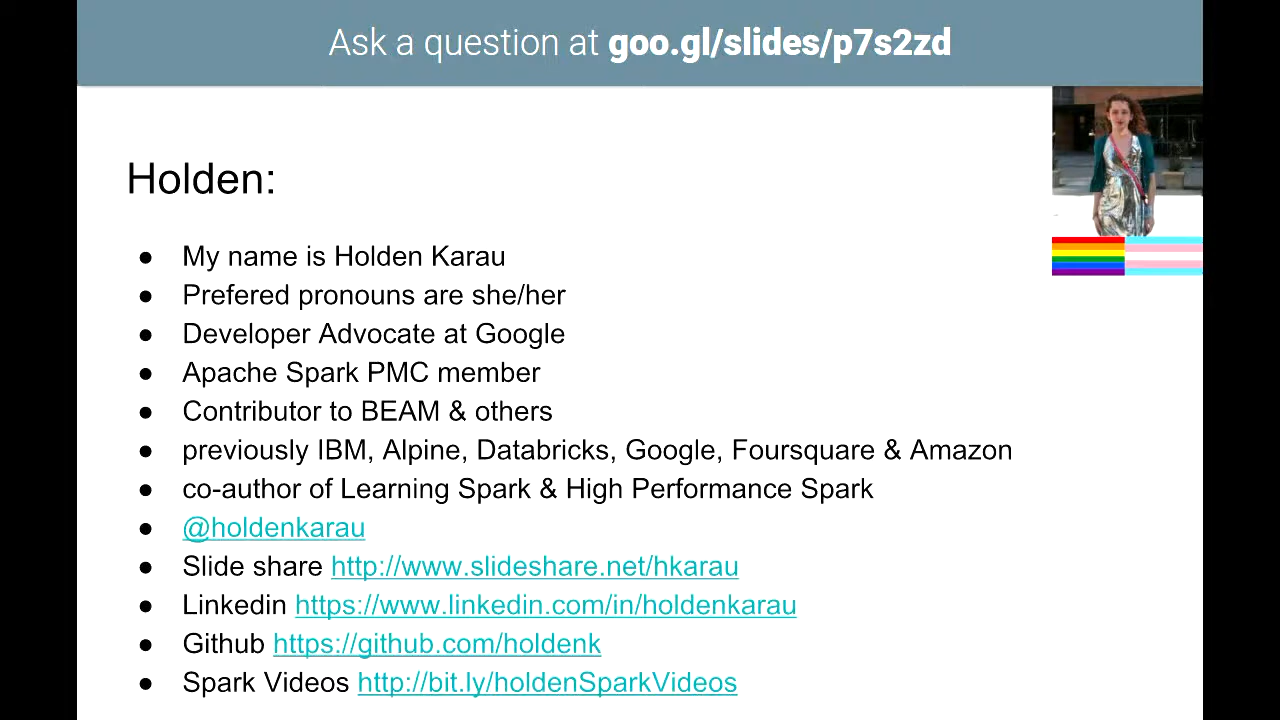 Ask a question at goo.gl/slides/p7s2zd
Holden:
● My name is Holden Karau
● Prefered pronouns are she/her
● Developer Advocate at Google
● Apache Spark PMC member
● Contributor to BEAM & others
● previously IBM, Alpine, Databricks, Google, Foursquare & Amazon
● co-author of Learning Spark & High Performance Spark
● @holdenkarau
● Slide share http://www.slideshare.net/hkarau
● Linkedin https://www.linkedin.com/in/holdenkarau
● Github https://github.com/holdenk
● Spark Videos http://bit.ly/holdenSparkVideos